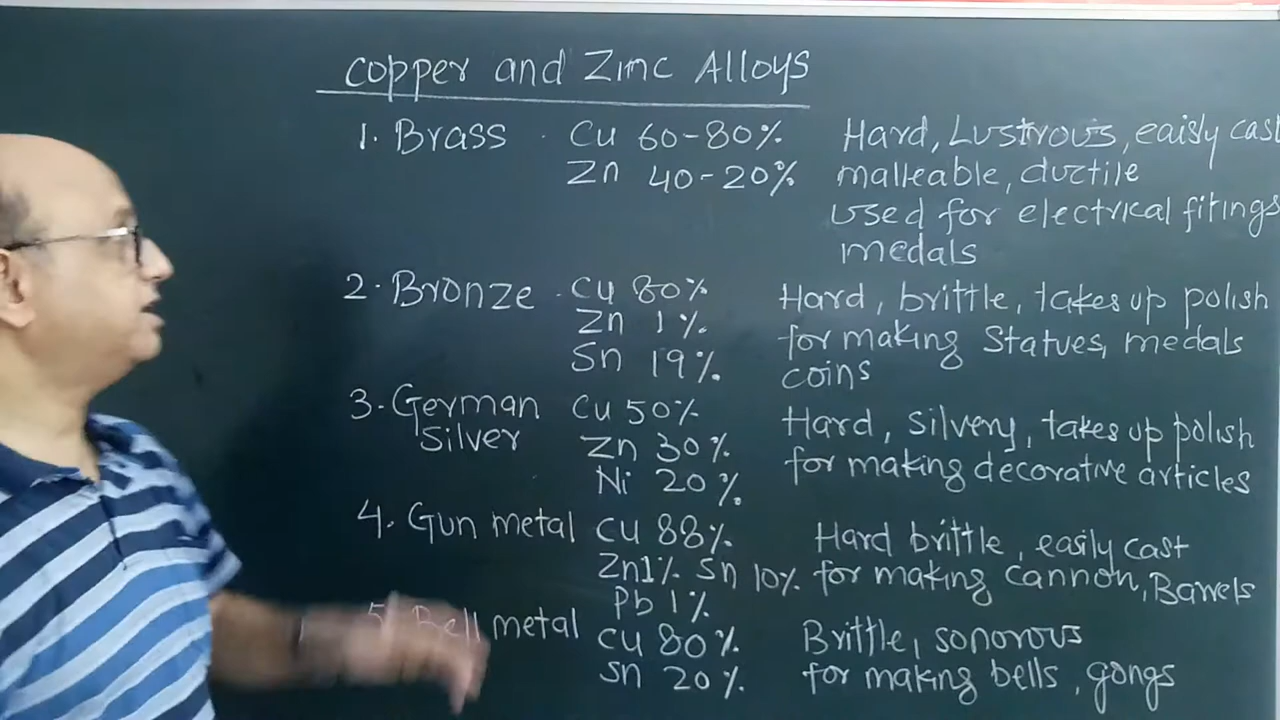 Copper and Zinc Alloys
1. Brass Cu 60-80% Hard, Lustrous, eaisly cast
Zn 40-20% malleable, ductile
used for electrical fitings
medals
2. Bronze Cu 80% Hard, brittle, takes up polish
Zn 1% for making Statues, medals
Sn 19% coins
3. German Cu 50% Hard, silvery, takes up polish
Silver Zn 30% for making decorative articles
Ni 20%
4. Gun metal Cu 88% Hard brittle, easily cast
Zn 1% Sn 10% for making cannon, Barrels
Pb 1%
5. Bell metal Cu 80% Brittle, sonorous
Sn 20% for making bells, gongs